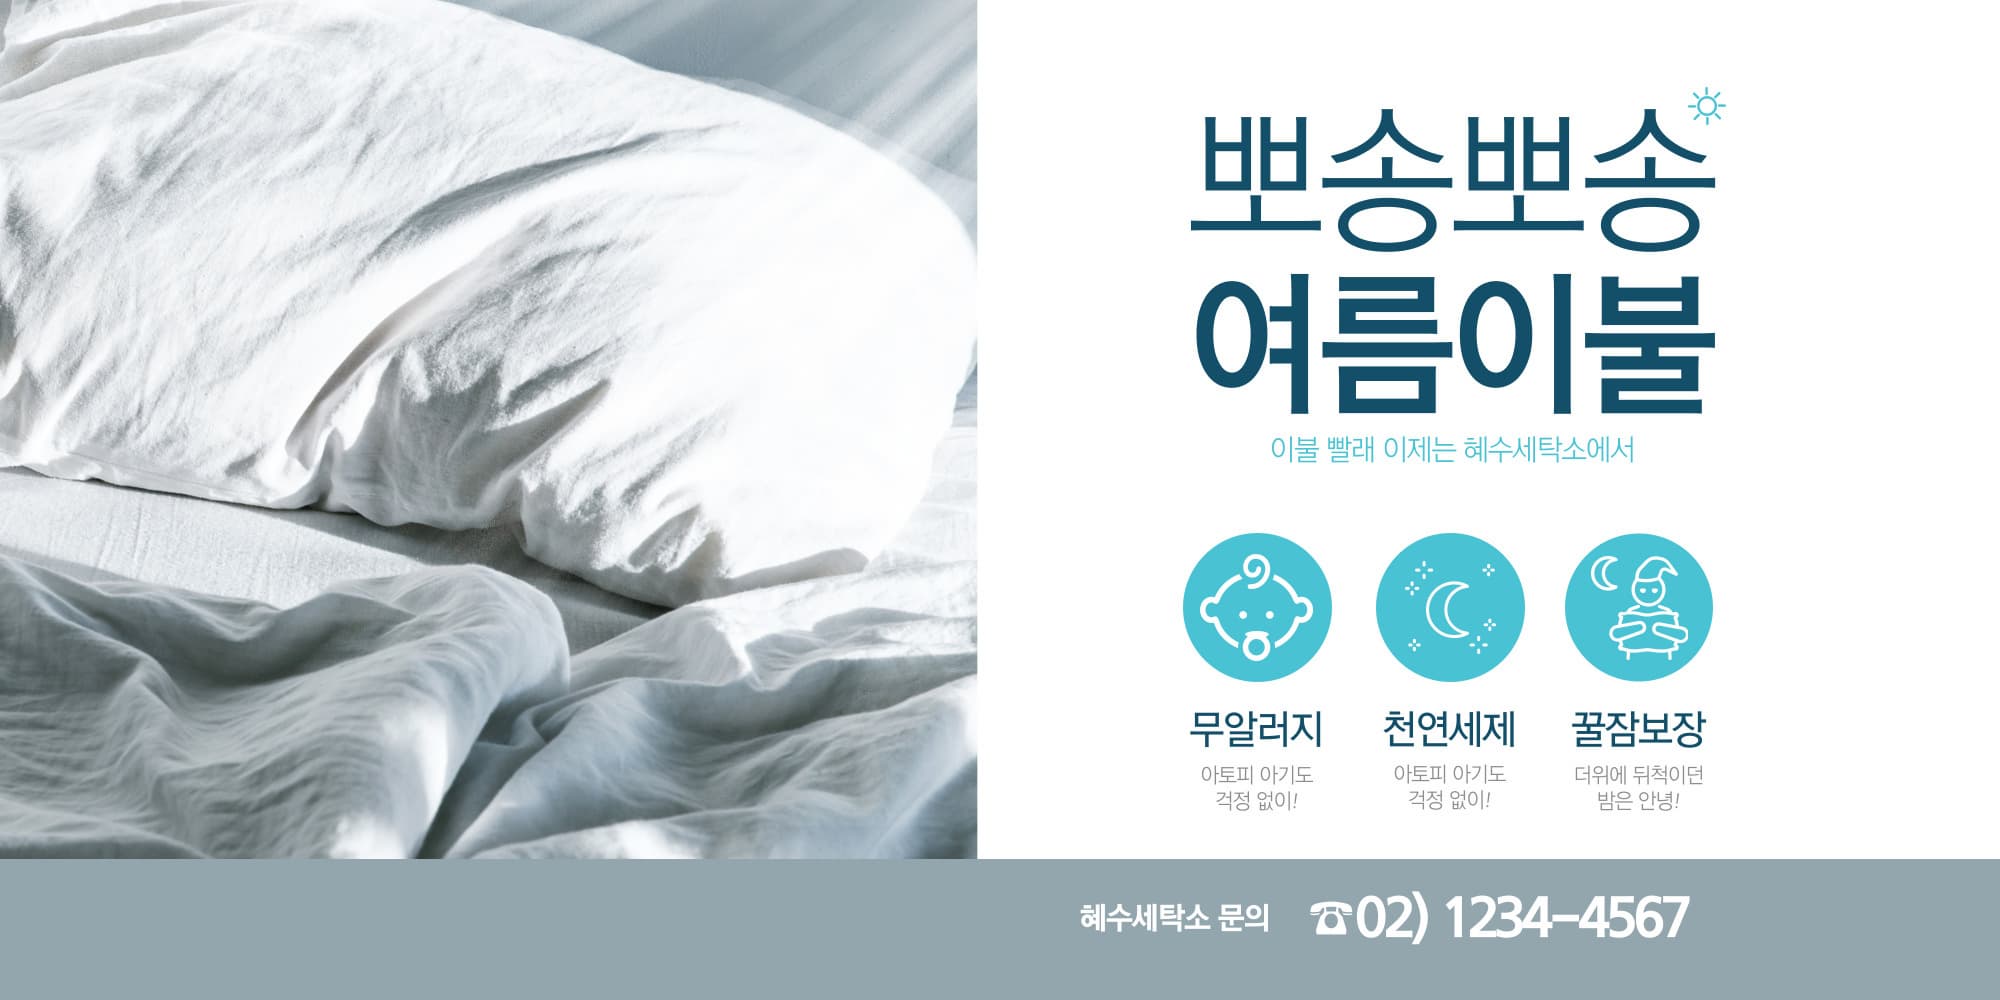 뽀송뽀송
여름이불
이불 빨래 이제는 혜수세탁소에서
무알러지
아토피 아기도
걱정 없이!
천연세제
아토피 아기도
걱정 없이!
꿀잠보장
더위에 뒤척이던
밤은 안녕!
혜수세탁소 문의 ☎02) 1234-4567